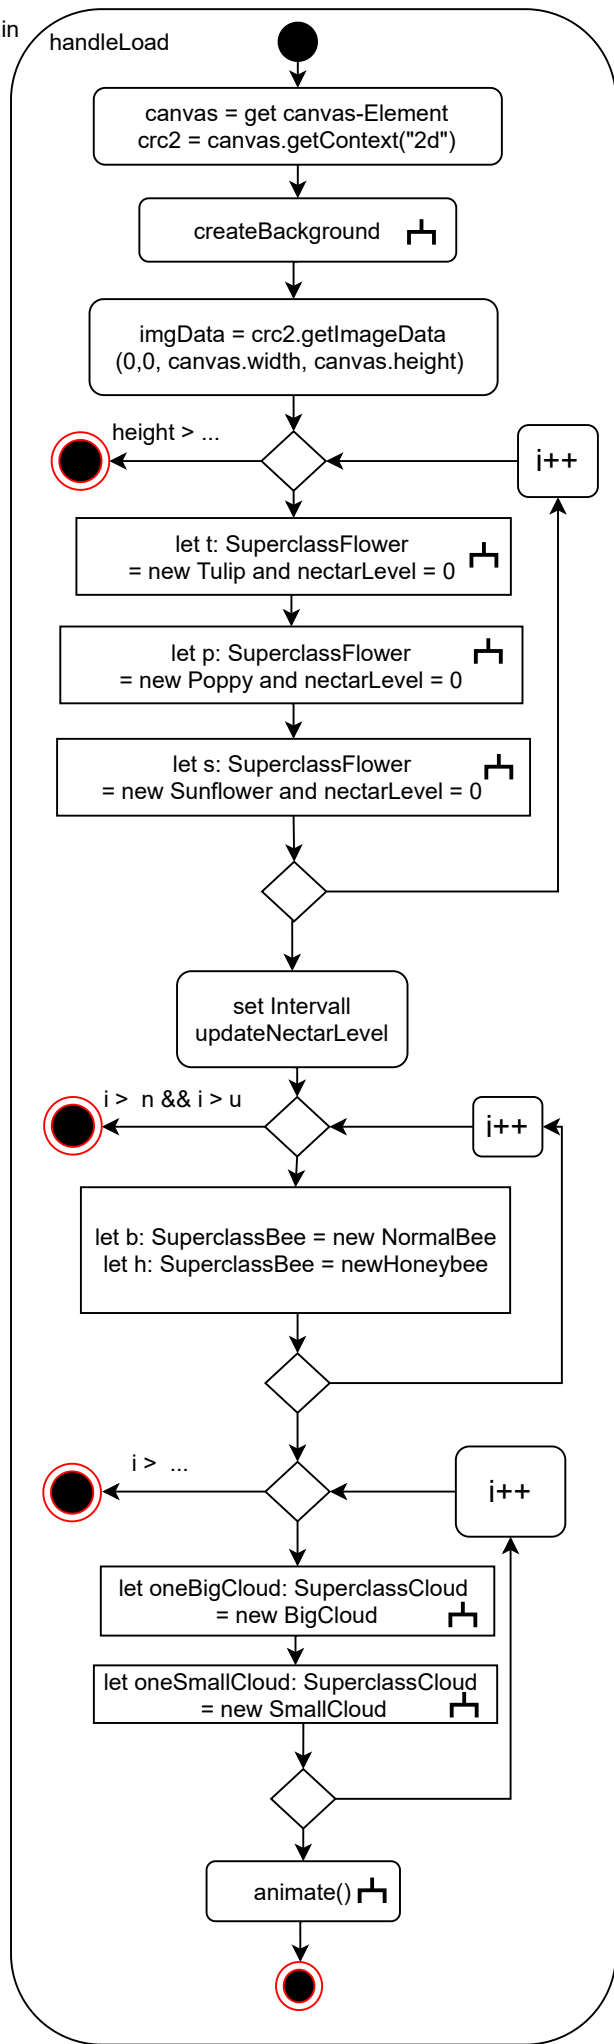 in
handleLoad
canvas = get canvas-Element
crc2 = canvas.getContext("2d")
createBackground
imgData = crc2.getImageData
(0,0, canvas.width, canvas.height)
height > ...
i++
let t: SuperclassFlower
= new Tulip and nectarLevel = 0
let p: SuperclassFlower
= new Poppy and nectarLevel = 0
let s: SuperclassFlower
= new Sunflower and nectarLevel = 0
set Intervall
updateNectarLevel
i > n && i > u
i++
let b: SuperclassBee = new NormalBee
let h: SuperclassBee = newHoneybee
i > ...
i++
let oneBigCloud: SuperclassCloud
= new BigCloud
let oneSmallCloud: SuperclassCloud
= new SmallCloud
animate()